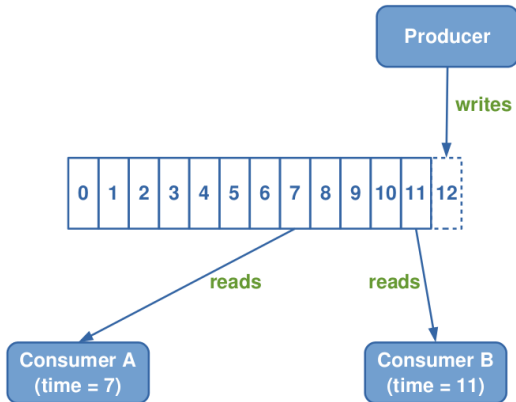 Producer
writes
0 1 2 3 4 5 6 7 8 9 10 11 12
reads reads
Consumer A
(time = 7)
Consumer B
(time = 11)